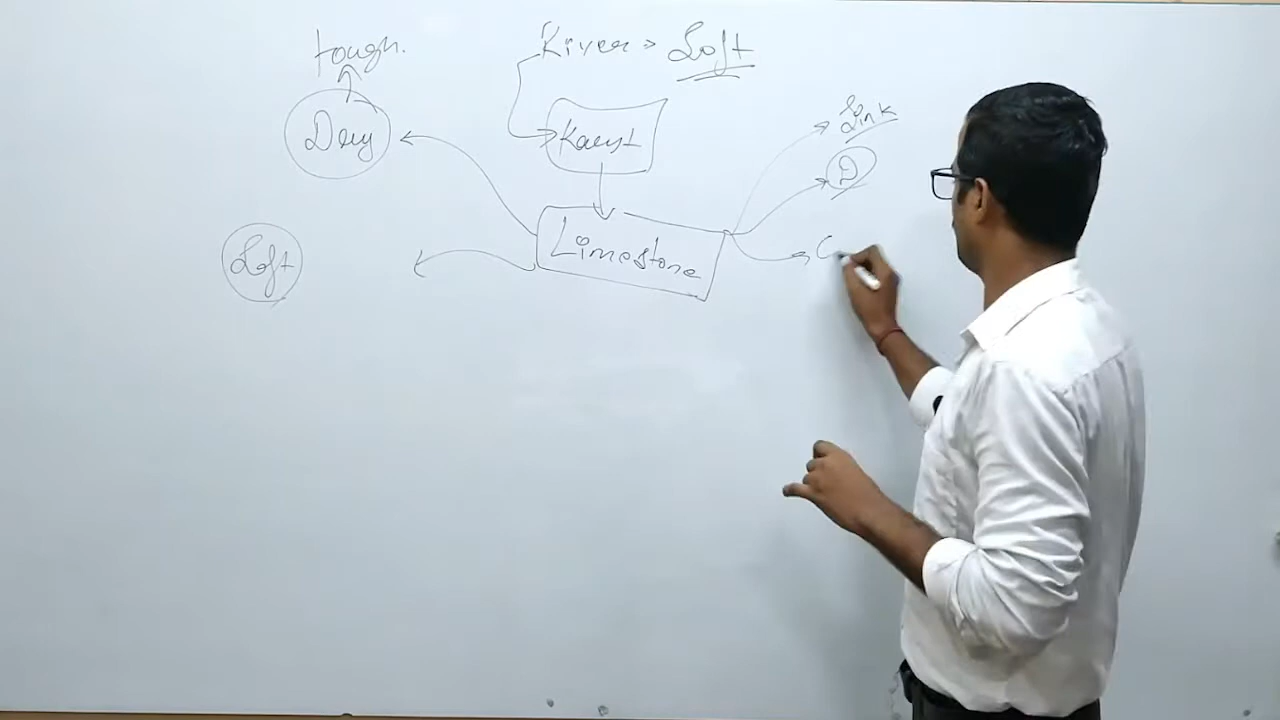 tough.
River > Soft
Karst
Dry
Limestone
Sink
D
Soft
C